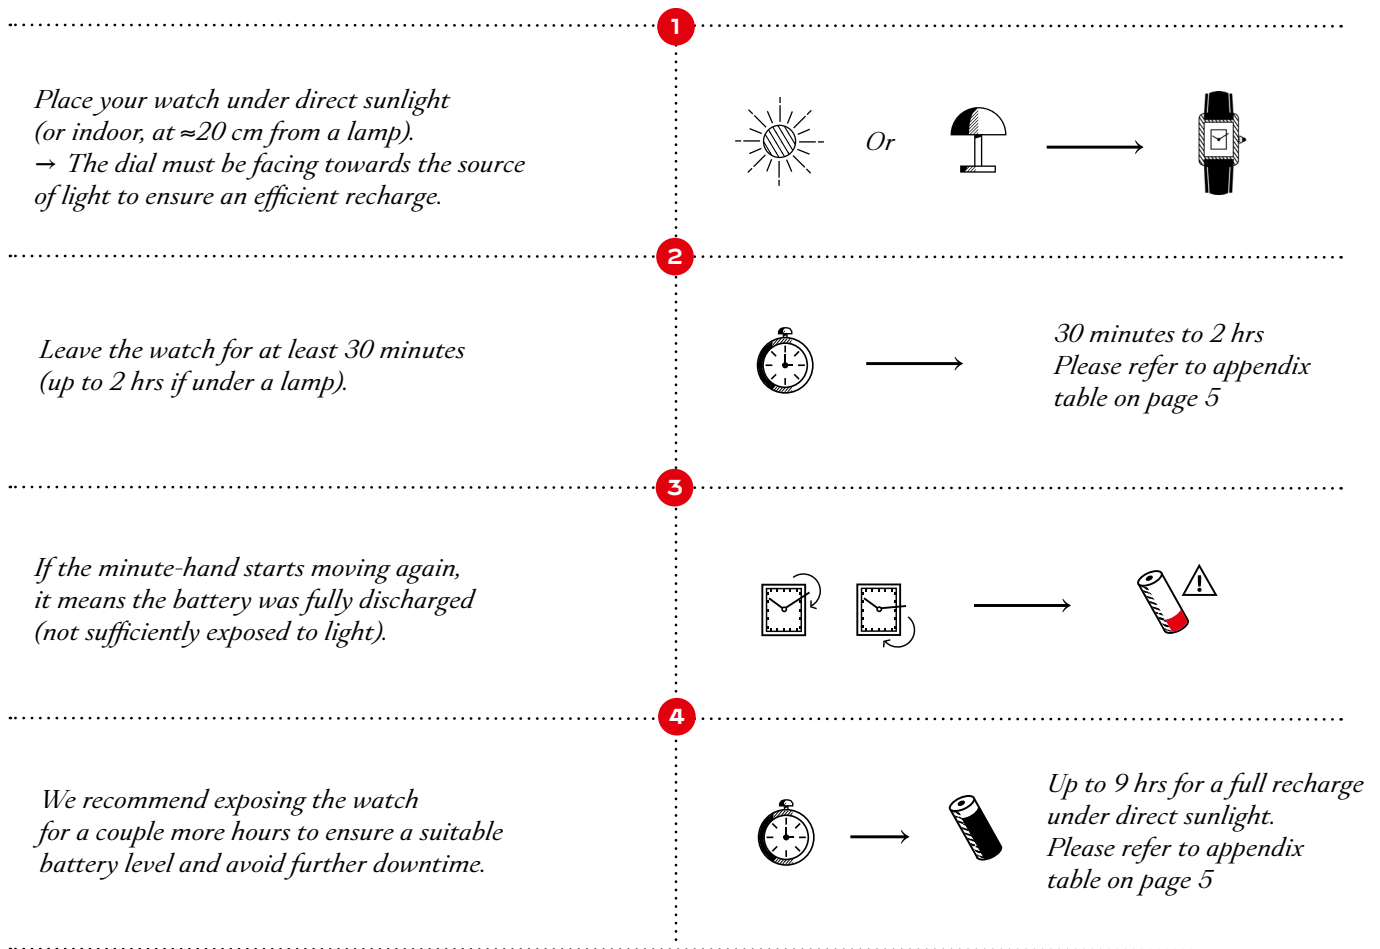 1
Place your watch under direct sunlight
(or indoor, at ≈20 cm from a lamp).
→ The dial must be facing towards the source
of light to ensure an efficient recharge.
Or
2
Leave the watch for at least 30 minutes
(up to 2 hrs if under a lamp).
30 minutes to 2 hrs
Please refer to appendix
table on page 5
3
If the minute-hand starts moving again,
it means the battery was fully discharged
(not sufficiently exposed to light).
!
4
We recommend exposing the watch
for a couple more hours to ensure a suitable
battery level and avoid further downtime.
Up to 9 hrs for a full recharge
under direct sunlight.
Please refer to appendix
table on page 5